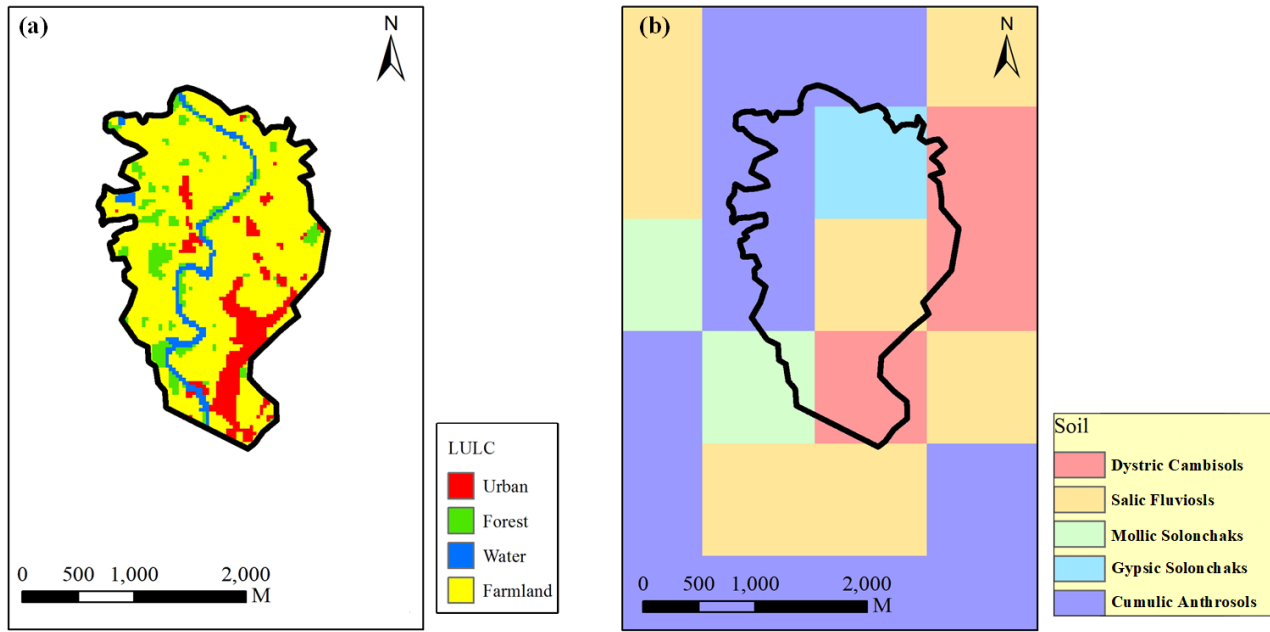 (a)
N
LULC
Urban
Forest
Water
Farmland
0 500 1,000 2,000
M
(b)
N
Soil
Dystric Cambisols
Salic Fluviosls
Mollic Solonchaks
Gypsic Solonchaks
Cumulic Anthrosols
0 500 1,000 2,000
M